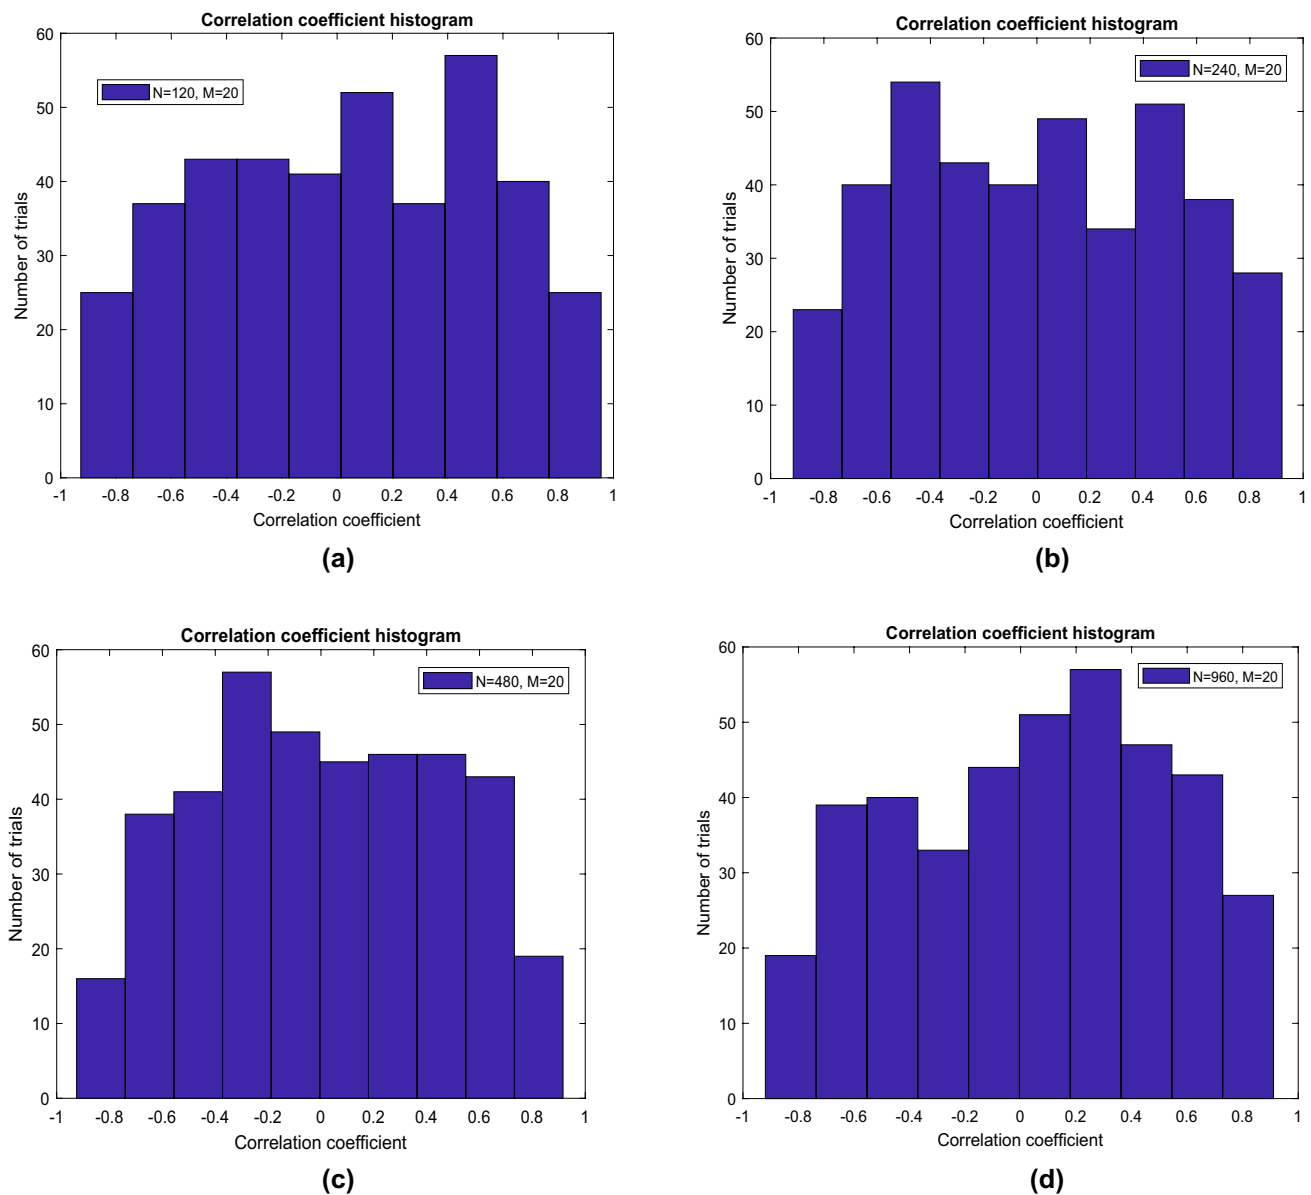 Correlation coefficient histogram
60
50
40
30
20
10
0
Number of trials
N=120, M=20
-1 -0.8 -0.6 -0.4 -0.2 0 0.2 0.4 0.6 0.8 1
Correlation coefficient
(a)
Correlation coefficient histogram
60
50
40
30
20
10
0
Number of trials
N=240, M=20
-1 -0.8 -0.6 -0.4 -0.2 0 0.2 0.4 0.6 0.8 1
Correlation coefficient
(b)
Correlation coefficient histogram
60
50
40
30
20
10
0
Number of trials
N=480, M=20
-1 -0.8 -0.6 -0.4 -0.2 0 0.2 0.4 0.6 0.8 1
Correlation coefficient
(c)
Correlation coefficient histogram
60
50
40
30
20
10
0
Number of trials
N=960, M=20
-1 -0.8 -0.6 -0.4 -0.2 0 0.2 0.4 0.6 0.8 1
Correlation coefficient
(d)